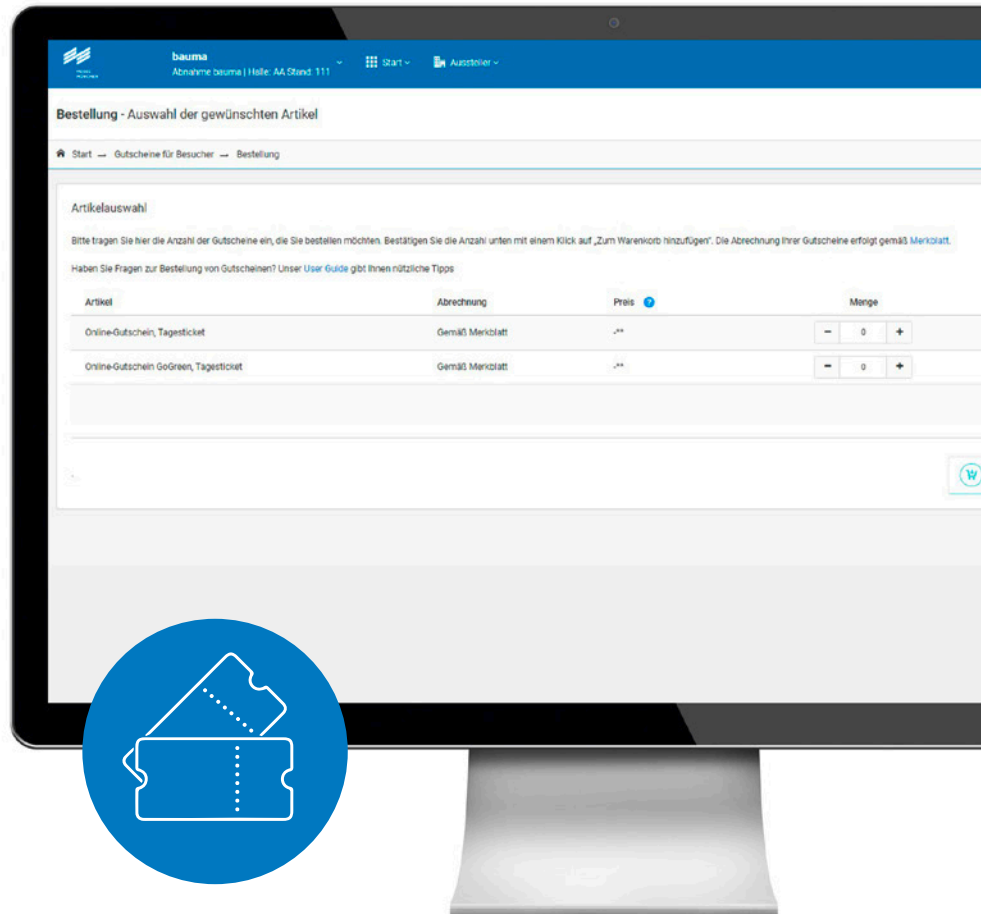 MESSE
MÜNCHEN
bauma
Abnahme bauma | Halle: AA Stand: 111
Start
Aussteller
Bestellung - Auswahl der gewünschten Artikel
Start → Gutscheine für Besucher → Bestellung
Artikelauswahl
Bitte tragen Sie hier die Anzahl der Gutscheine ein, die Sie bestellen möchten. Bestätigen Sie die Anzahl unten mit einem Klick auf „Zum Warenkorb hinzufügen“. Die Abrechnung Ihrer Gutscheine erfolgt gemäß Merkblatt.
Haben Sie Fragen zur Bestellung von Gutscheinen? Unser User Guide gibt Ihnen nützliche Tipps
Artikel Abrechnung Preis ? Menge
Online-Gutschein, Tagesticket Gemäß Merkblatt -.** - 0 +
Online-Gutschein GoGreen, Tagesticket Gemäß Merkblatt -.** - 0 +